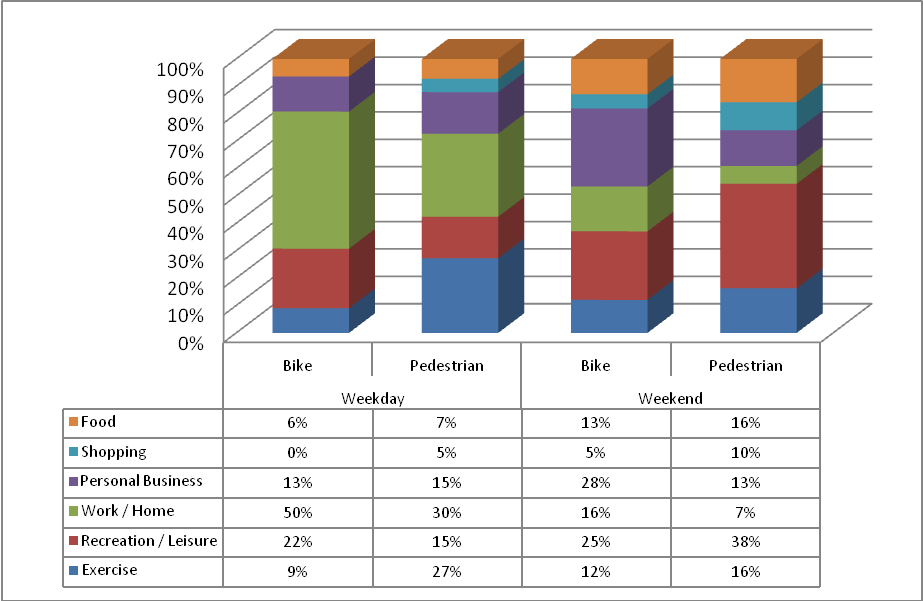 100%
90%
80%
70%
60%
50%
40%
30%
20%
10%
0%
Bike Pedestrian Bike Pedestrian
Weekday Weekend
Food 6% 7% 13% 16%
Shopping 0% 5% 5% 10%
Personal Business 13% 15% 28% 13%
Work / Home 50% 30% 16% 7%
Recreation / Leisure 22% 15% 25% 38%
Exercise 9% 27% 12% 16%